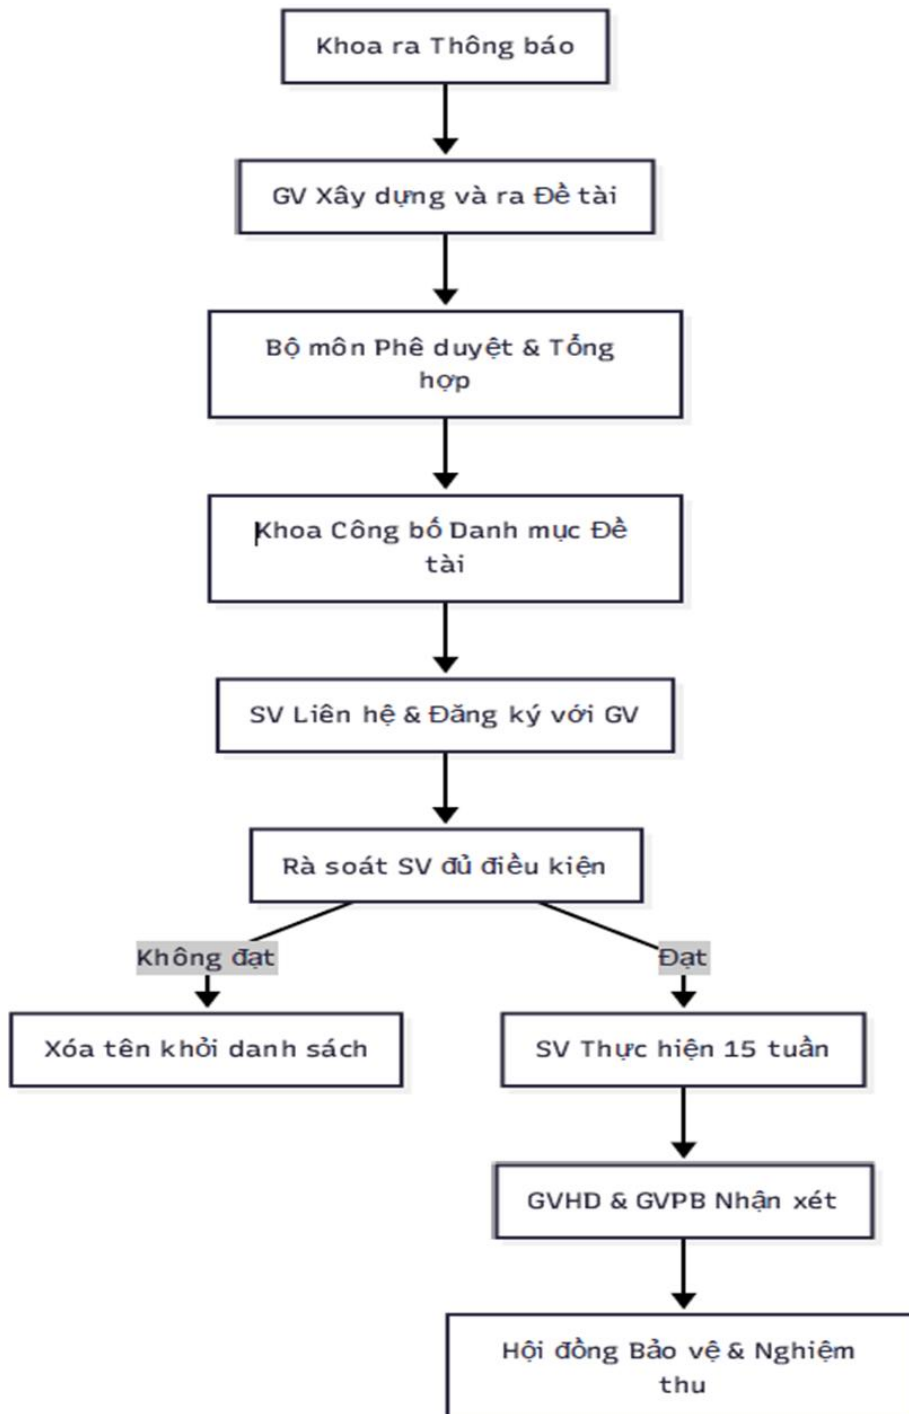 Khoa ra Thông báo
GV Xây dựng và ra Đề tài
Bộ môn Phê duyệt & Tổng
hợp
Khoa Công bố Danh mục Đề
tài
SV Liên hệ & Đăng ký với GV
Rà soát SV đủ điều kiện
Không đạt
Đạt
Xóa tên khỏi danh sách
SV Thực hiện 15 tuần
GVHD & GVPB Nhận xét
Hội đồng Bảo vệ & Nghiệm
thu